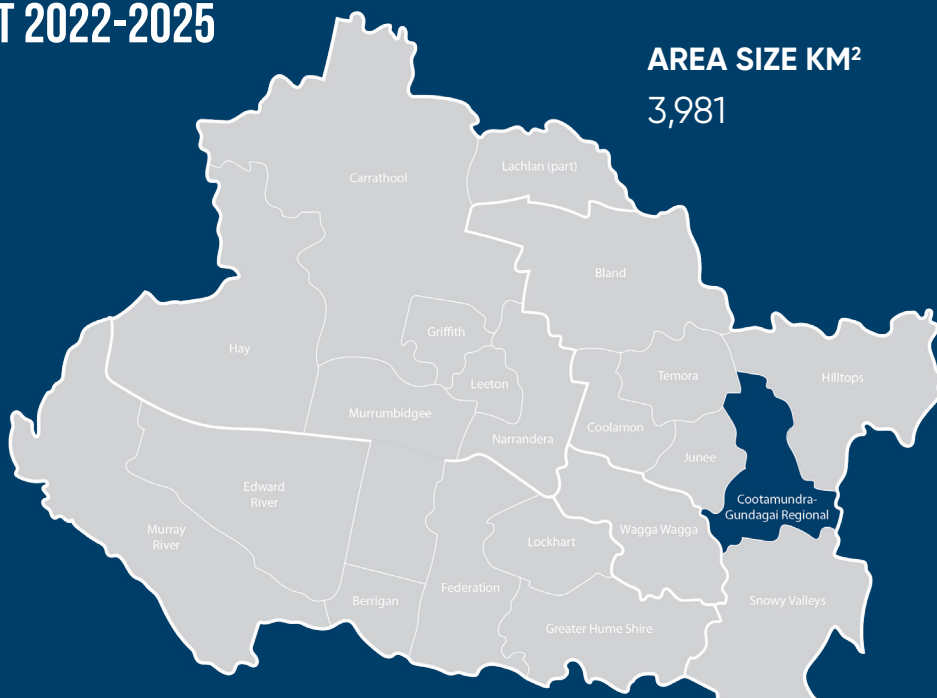 T 2022-2025
AREA SIZE KM²
3,981
Lachlan (part)
Carrathool
Bland
Griffith
Hay
Temora
Hilltops
Leeton
Murrumbidgee
Coolamon
Narrandera
Junee
Edward
River
Cootamundra-
Gundagai Regional
Murray
River
Wagga Wagga
Lockhart
Federation
Berrigan
Snowy Valleys
Greater Hume Shire